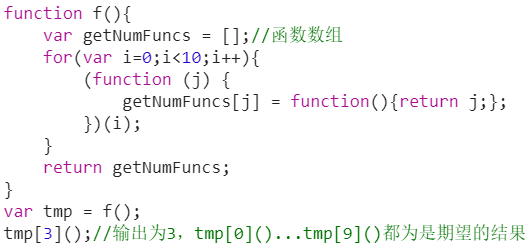 function f(){
    var getNumFuncs = [];//函数数组
    for(var i=0;i<10;i++){
        (function (j) {
            getNumFuncs[j] = function(){return j;};
        })(i);
    }
    return getNumFuncs;
}
var tmp = f();
tmp[3]();//输出为3，tmp[0]()...tmp[9]()都为是期望的结果